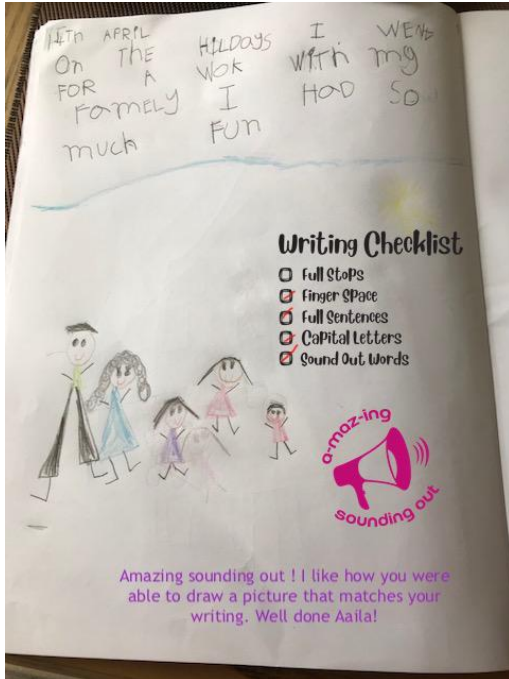 14Th APRIL I WENt
On THE HILDAYS WITH my
FOR A WOK
FamELY I HAD So
much FUN
Writing Checklist
Full Stops
Finger Space
Full Sentences
Capital Letters
Sound Out Words
a-maz-ing
sounding out
Amazing sounding out ! I like how you were
able to draw a picture that matches your
writing. Well done Aaila!